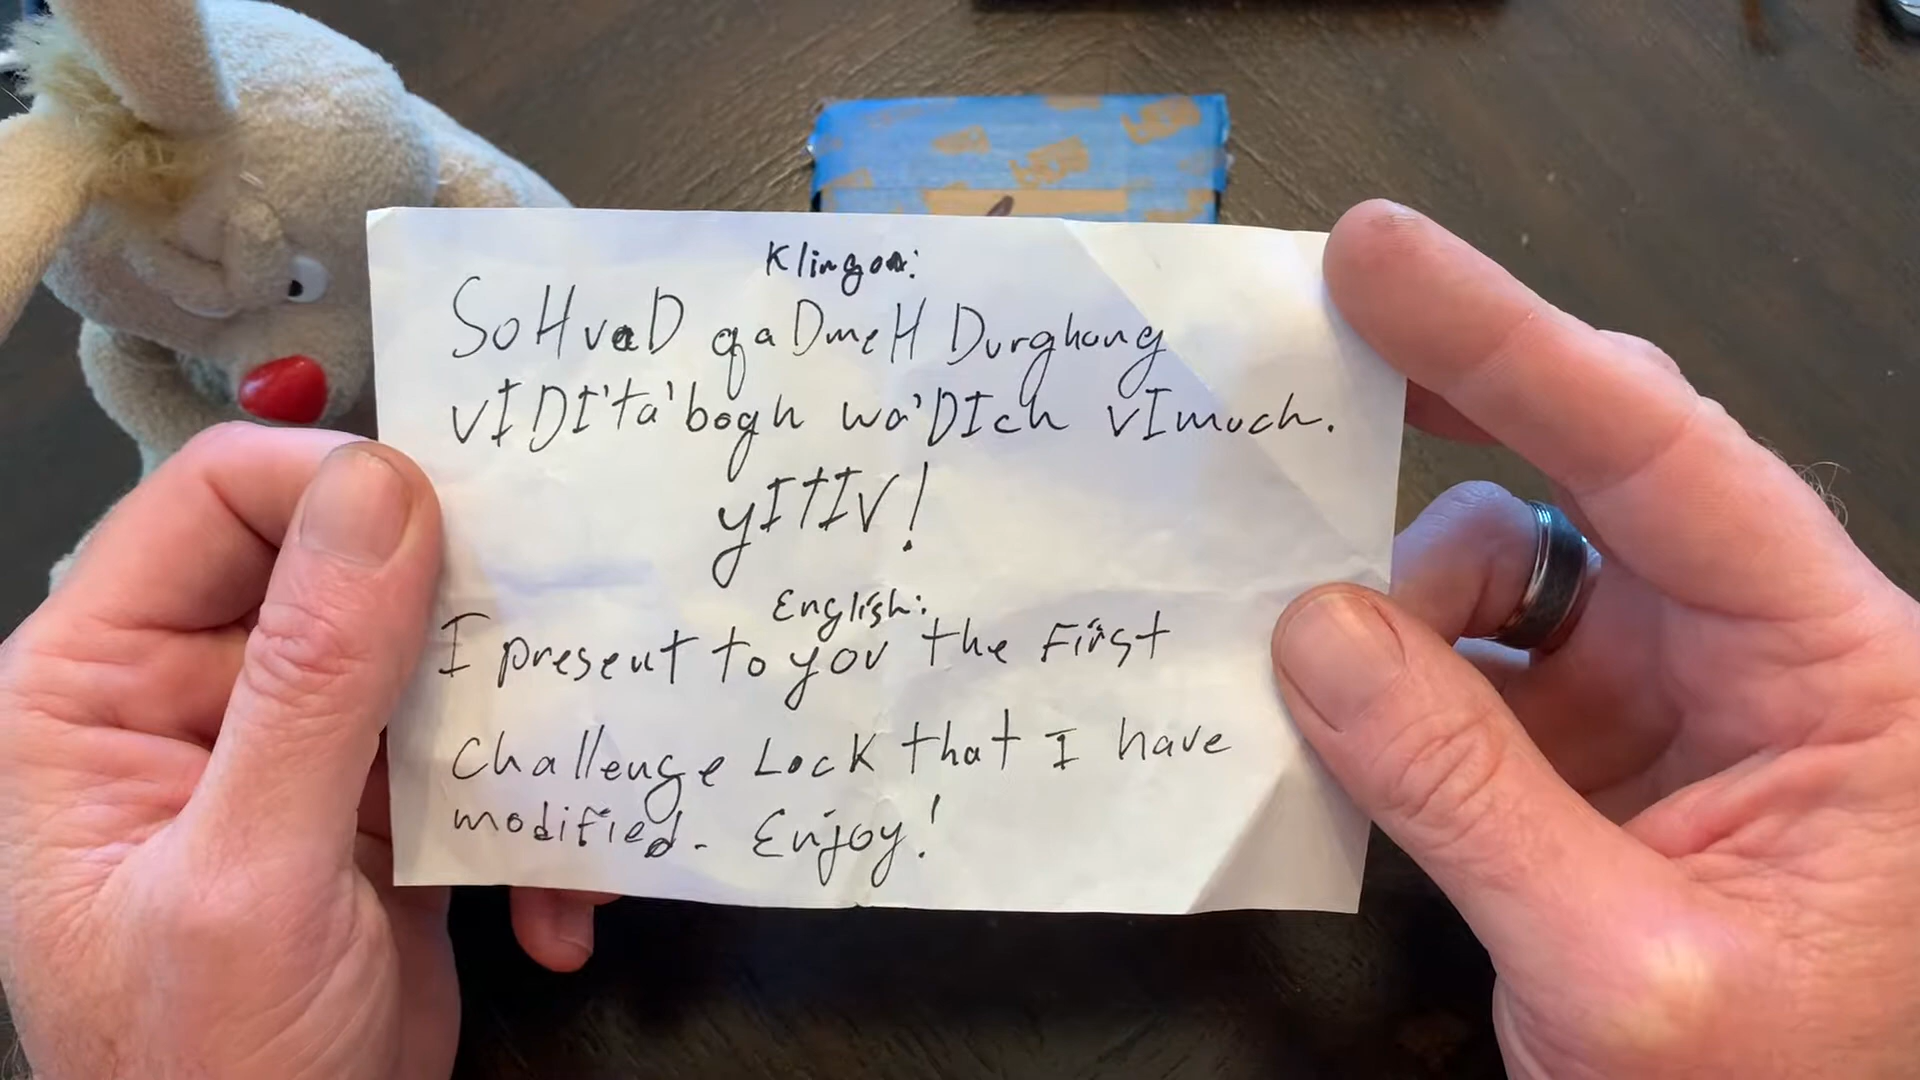 Klingon:
SoHvaD qaDmeH Durghang
vIDI'ta'bogh wa'DIch vImuch.
yItIv!
English:
I present to you the First
Challenge Lock that I have
modified. Enjoy!